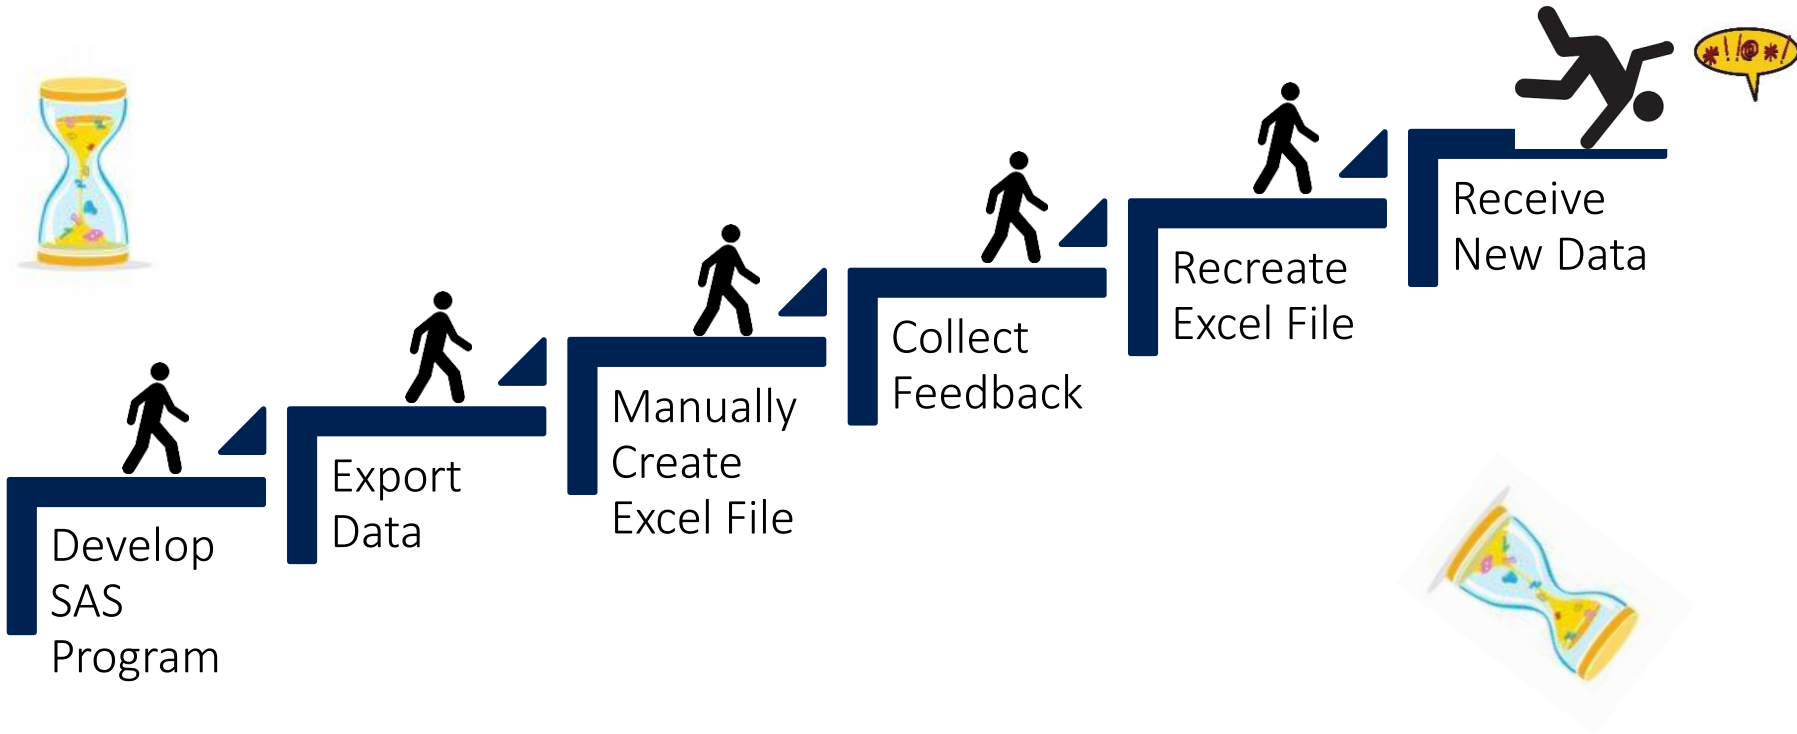 Develop
SAS
Program
Export
Data
Manually
Create
Excel File
Collect
Feedback
Recreate
Excel File
Receive
New Data
*!!@*!